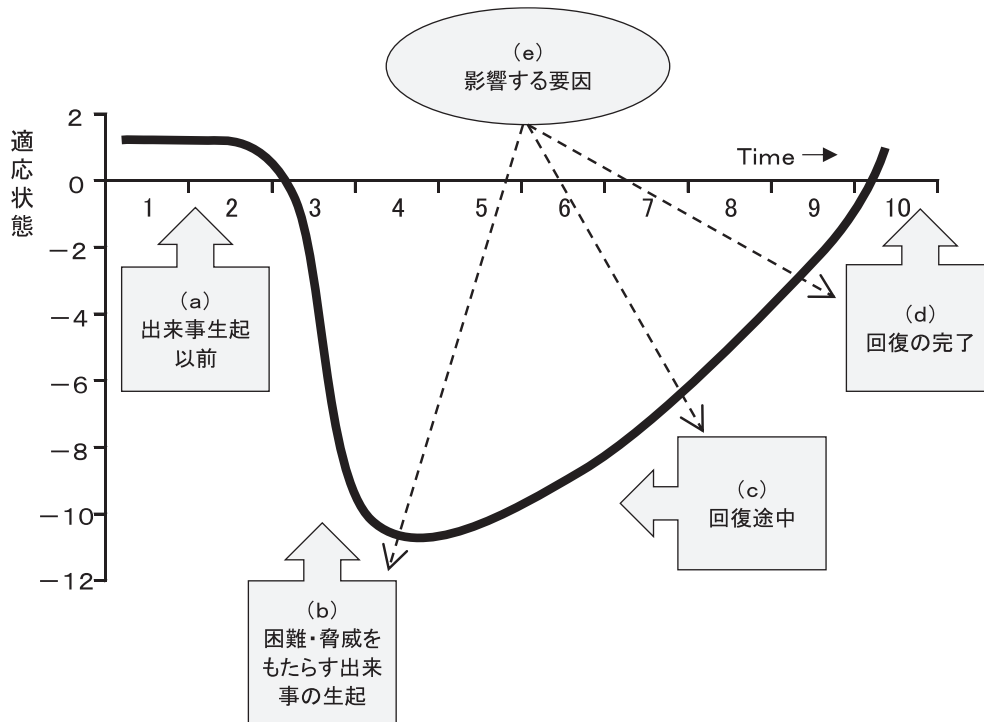 （e）
影響する要因
適応状態
2
0
−2
−4
−6
−8
−10
−12
Time →
1 2 3 4 5 6 7 8 9 10
（a）
出来事生起
以前
（b）
困難・脅威を
もたらす出来
事の生起
（c）
回復途中
（d）
回復の完了